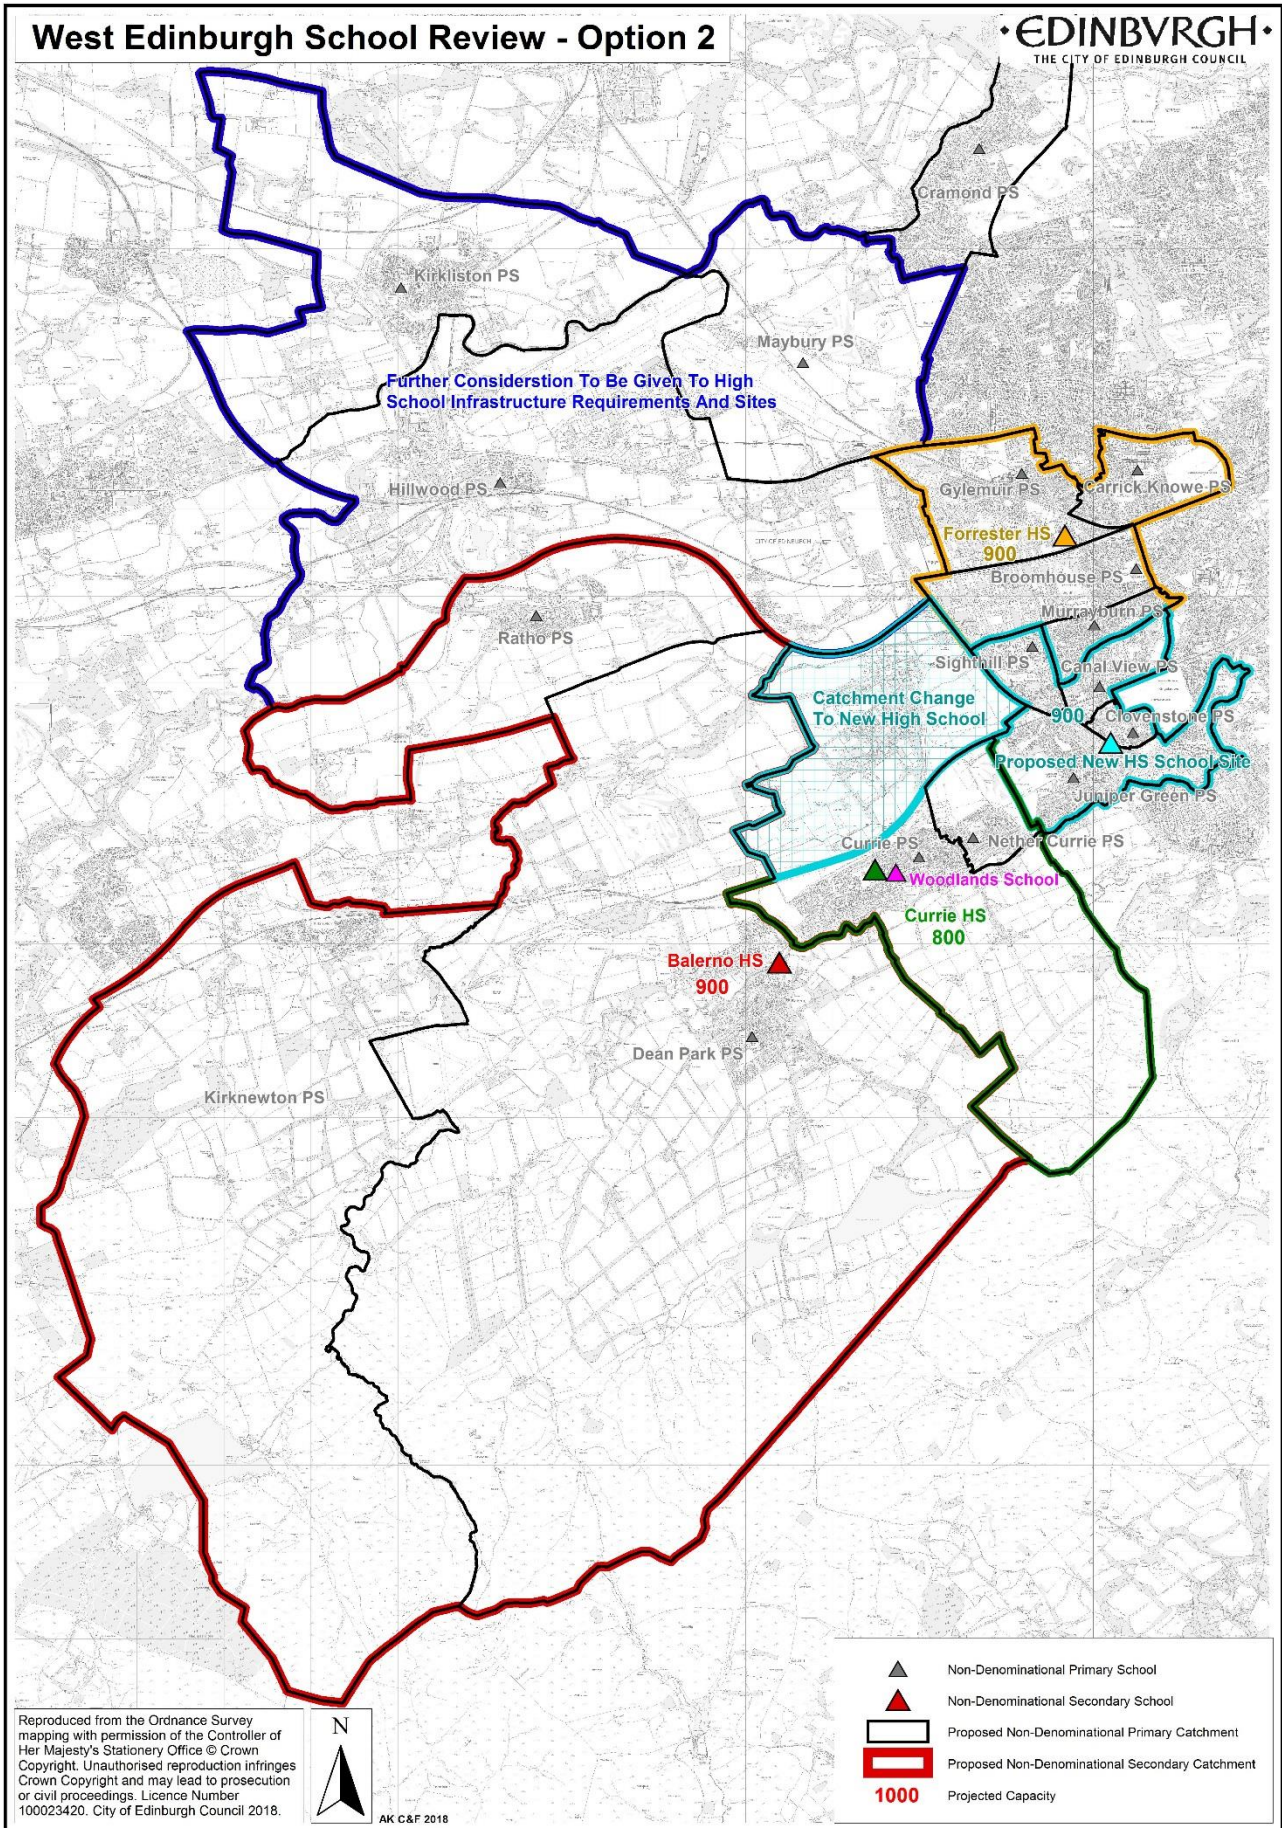 West Edinburgh School Review - Option 2
•EDINBVRGH•
THE CITY OF EDINBURGH COUNCIL
Cramond PS
Kirkliston PS
Maybury PS
Further Considerstion To Be Given To High
School Infrastructure Requirements And Sites
Hillwood PS
Gylemuir PS
Carrick Knowe PS
CITY OF EDINBURGH
Forrester HS
900
Broomhouse PS
Murrayburn PS
Ratho PS
Sighthill PS
Canal View PS
Catchment Change
To New High School
900
Clovenstone PS
Proposed New HS School Site
Juniper Green PS
Currie PS
Nether Currie PS
Woodlands School
Currie HS
800
Balerno HS
900
Dean Park PS
Kirknewton PS
Non-Denominational Primary School
Non-Denominational Secondary School
Proposed Non-Denominational Primary Catchment
Proposed Non-Denominational Secondary Catchment
1000 Projected Capacity
Reproduced from the Ordnance Survey
mapping with permission of the Controller of
Her Majesty's Stationery Office © Crown
Copyright. Unauthorised reproduction infringes
Crown Copyright and may lead to prosecution
or civil proceedings. Licence Number
100023420. City of Edinburgh Council 2018.
N
AK C&F 2018